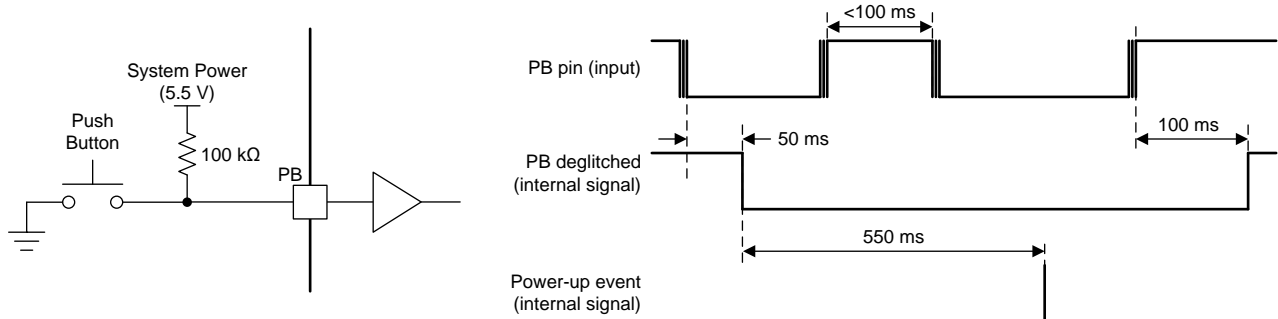 System Power
(5.5 V)
Push
Button
100 kΩ
PB
<100 ms
PB pin (input)
50 ms
100 ms
PB deglitched
(internal signal)
550 ms
Power-up event
(internal signal)